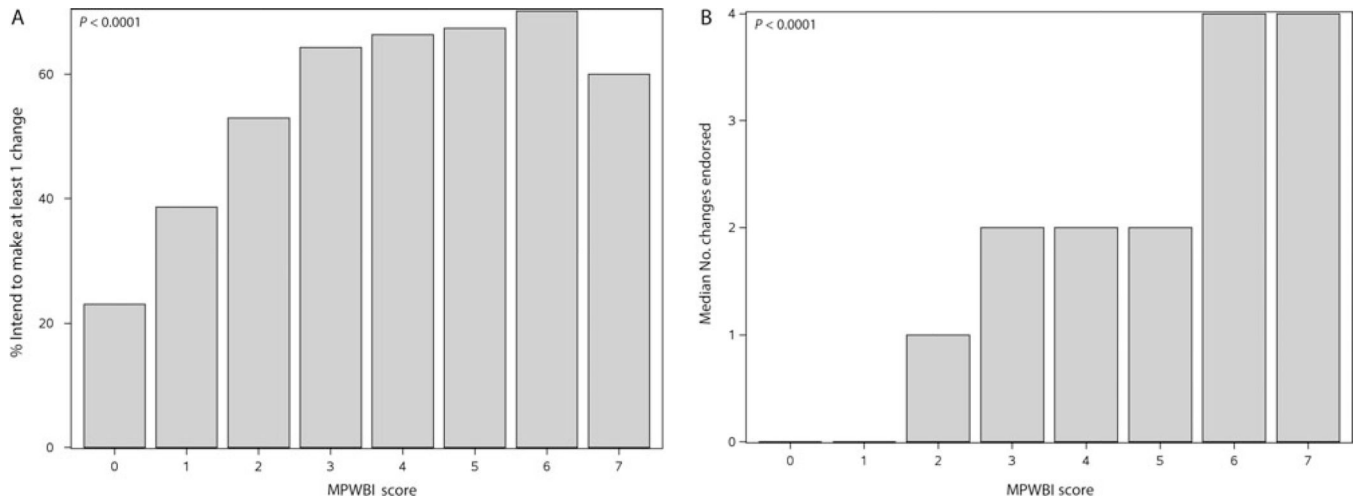 A
P < 0.0001
% Intend to make at least 1 change
60
40
20
0
0 1 2 3 4 5 6 7
MPWBI score
B
P < 0.0001
Median No. changes endorsed
4
3
2
1
0
0 1 2 3 4 5 6 7
MPWBI score